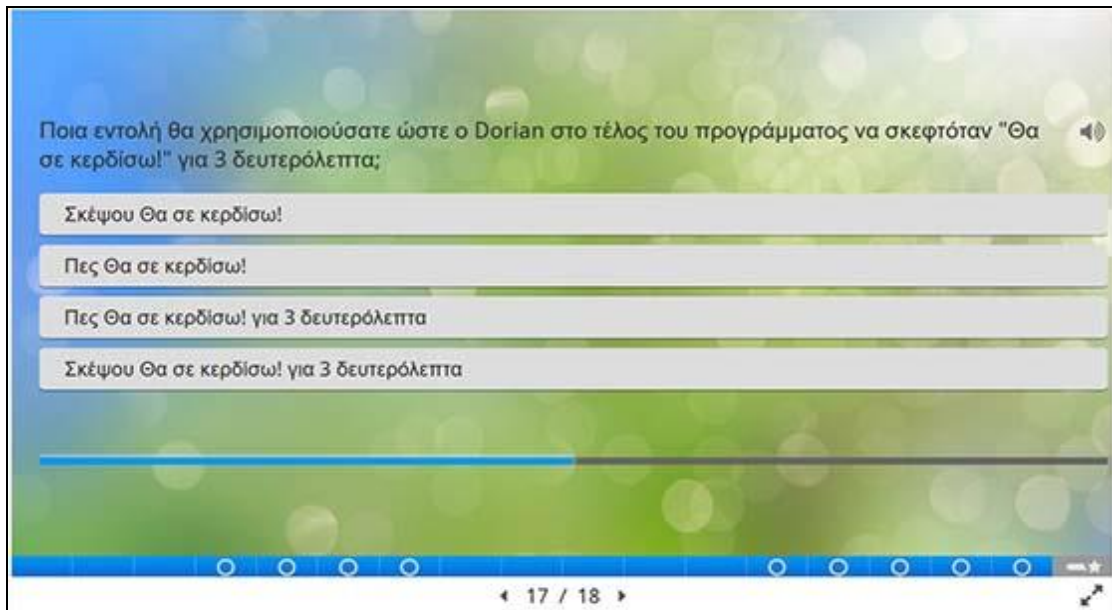 Ποια εντολή θα χρησιμοποιούσατε ώστε ο Dorian στο τέλος του προγράμματος να σκεφτόταν "Θα
σε κερδίσω!" για 3 δευτερόλεπτα;
Σκέψου Θα σε κερδίσω!
Πες Θα σε κερδίσω!
Πες Θα σε κερδίσω! για 3 δευτερόλεπτα
Σκέψου Θα σε κερδίσω! για 3 δευτερόλεπτα
17 / 18